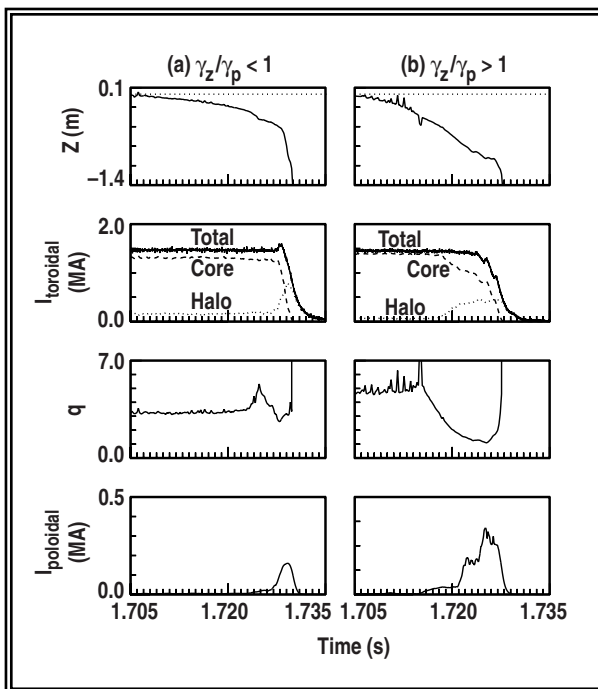 (a) γz/γp < 1
(b) γz/γp > 1
0.1
Z (m)
–1.4
2.0
Itoroidal
(MA)
0.0
Total
Core
Halo
Total
Core
Halo
7.0
q
0.0
0.5
Ipoloidal
(MA)
0.0
1.705 1.720 1.735
1.705 1.720 1.735
Time (s)